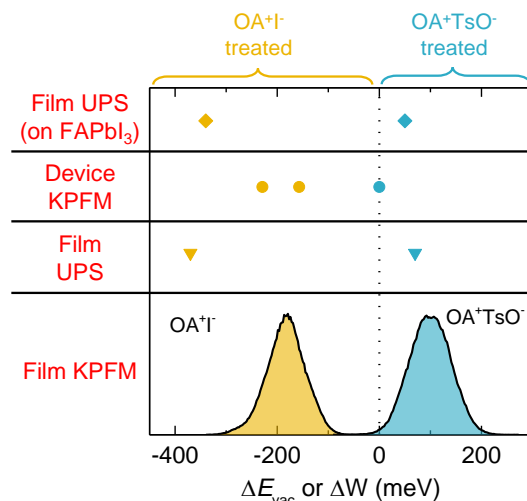 OA⁺I⁻
treated
OA⁺TsO⁻
treated
Film UPS
(on FAPbI₃)
Device
KPFM
Film
UPS
Film KPFM
OA⁺I⁻
OA⁺TsO⁻
-400 -200 0 200
ΔE_vac or ΔW (meV)